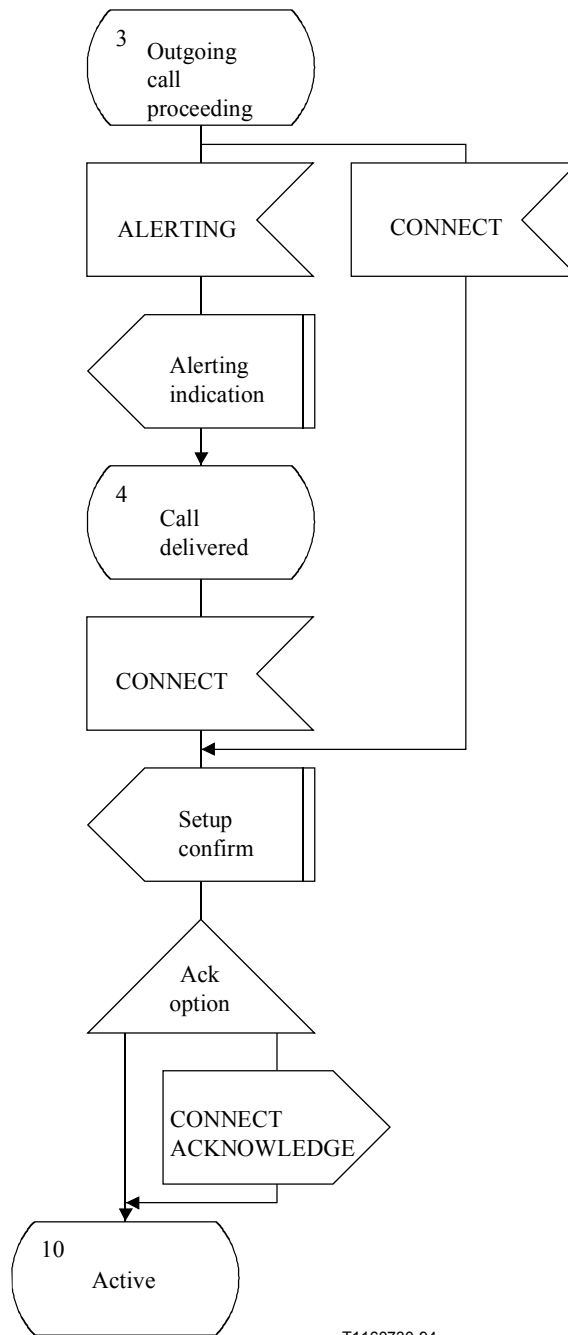 3
Outgoing
call
proceeding
ALERTING
CONNECT
Alerting
indication
4
Call
delivered
CONNECT
Setup
confirm
Ack
option
CONNECT
ACKNOWLEDGE
10
Active